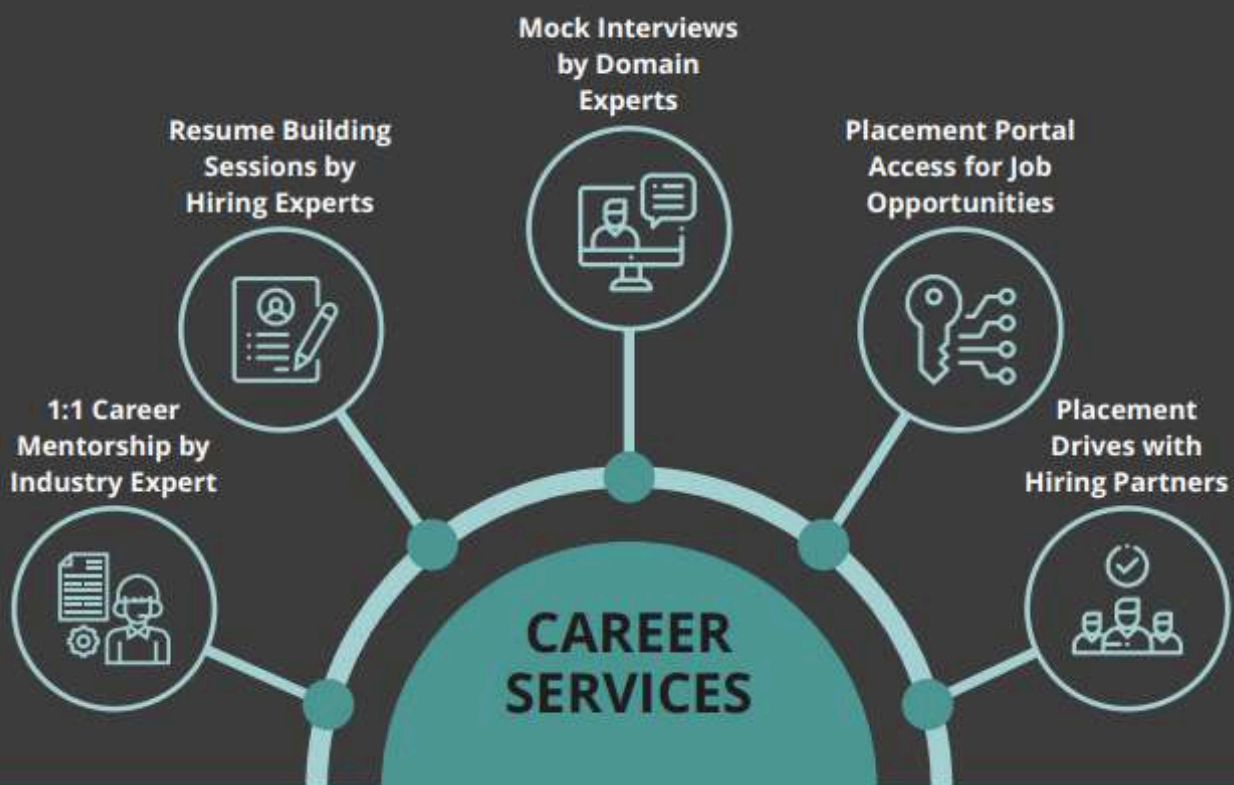 Mock Interviews
by Domain
Experts
Resume Building
Sessions by
Hiring Experts
Placement Portal
Access for Job
Opportunities
1:1 Career
Mentorship by
Industry Expert
Placement
Drives with
Hiring Partners
CAREER
SERVICES